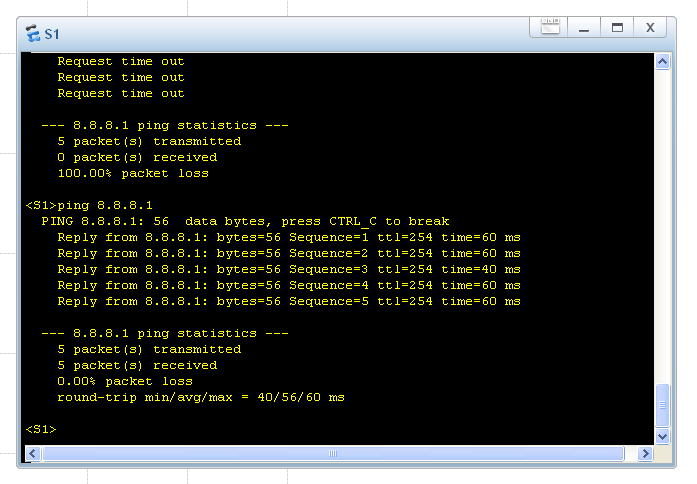 S1
Request time out
Request time out
Request time out
--- 8.8.8.1 ping statistics ---
5 packet(s) transmitted
0 packet(s) received
100.00% packet loss
<S1>ping 8.8.8.1
PING 8.8.8.1: 56  data bytes, press CTRL_C to break
Reply from 8.8.8.1: bytes=56 Sequence=1 ttl=254 time=60 ms
Reply from 8.8.8.1: bytes=56 Sequence=2 ttl=254 time=60 ms
Reply from 8.8.8.1: bytes=56 Sequence=3 ttl=254 time=40 ms
Reply from 8.8.8.1: bytes=56 Sequence=4 ttl=254 time=60 ms
Reply from 8.8.8.1: bytes=56 Sequence=5 ttl=254 time=60 ms
--- 8.8.8.1 ping statistics ---
5 packet(s) transmitted
5 packet(s) received
0.00% packet loss
round-trip min/avg/max = 40/56/60 ms
<S1>